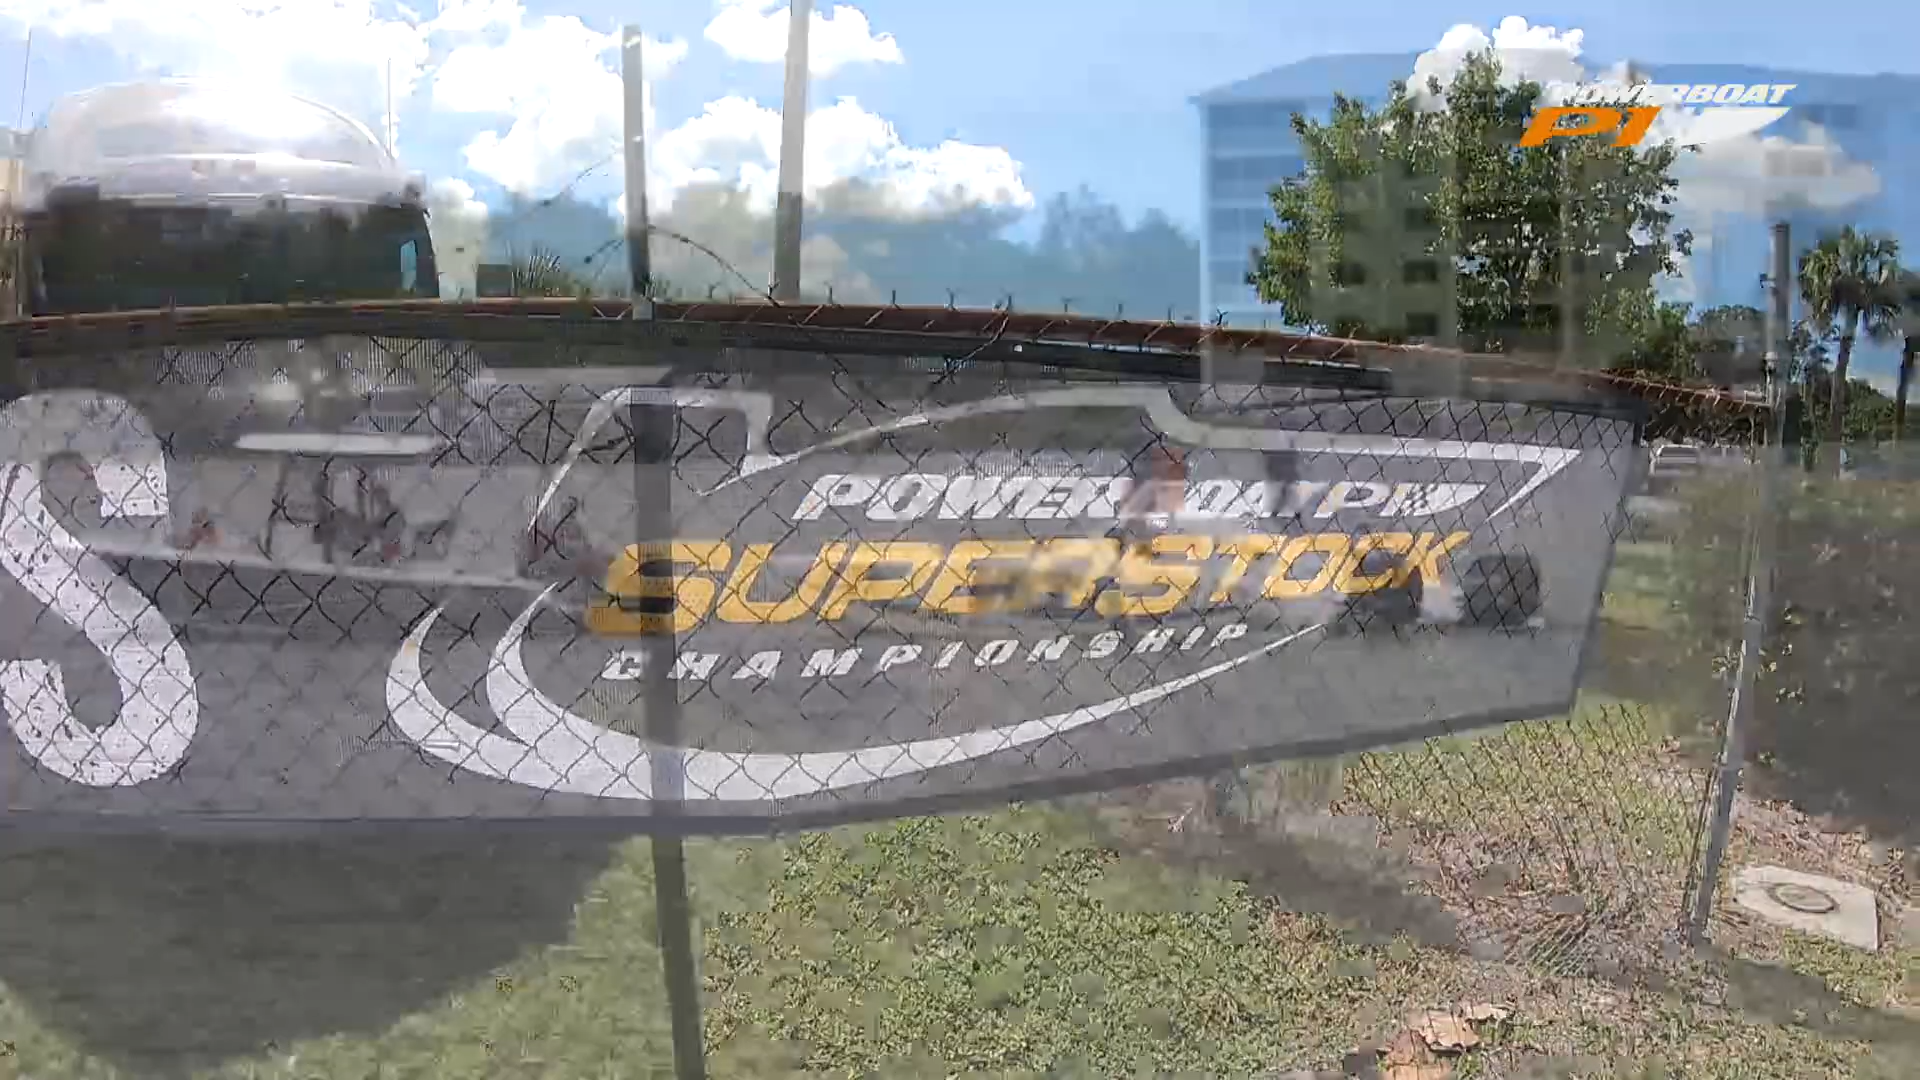 POWERBOAT
P1
S
POWERBOAT P1
SUPERSTOCK
CHAMPIONSHIP